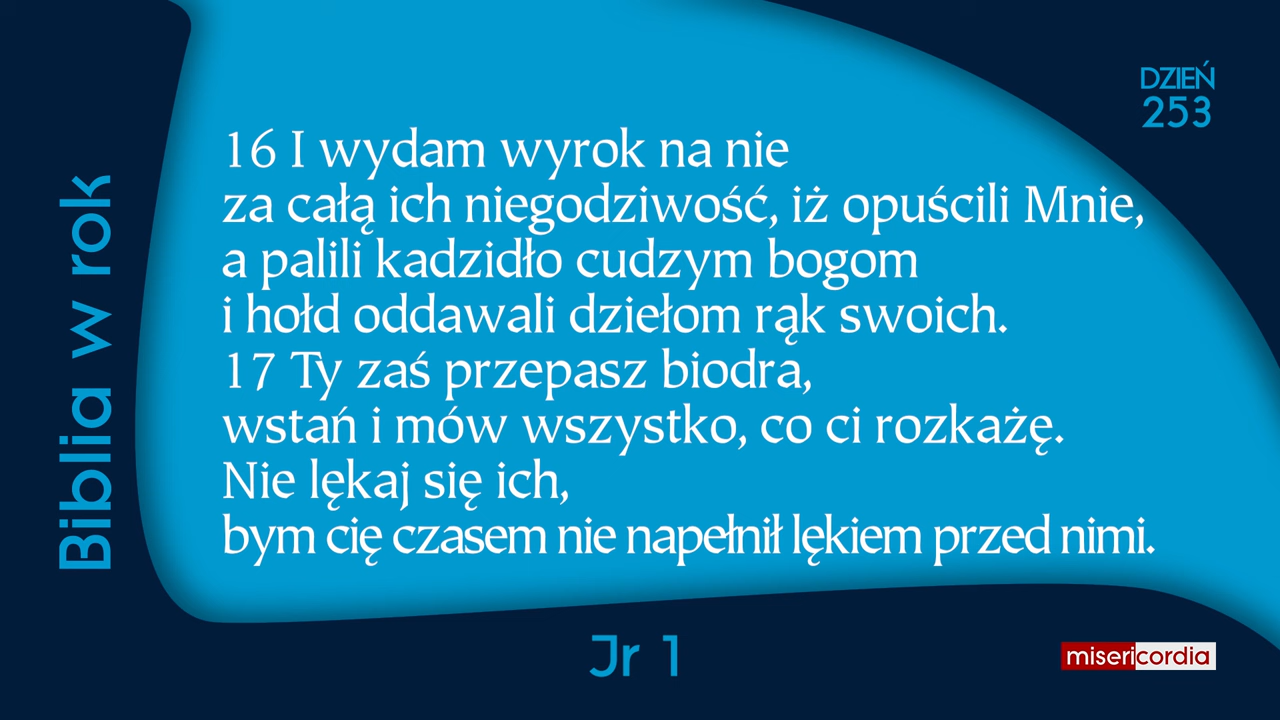 DZIEŃ
253
16 I wydam wyrok na nie
za całą ich niegodziwość, iż opuścili Mnie,
a palili kadzidło cudzym bogom
i hołd oddawali dziełom rąk swoich.
17 Ty zaś przepasz biodra,
wstań i mów wszystko, co ci rozkażę.
Nie lękaj się ich,
bym cię czasem nie napełnił lękiem przed nimi.
Biblia w rok
Jr 1
misericordia